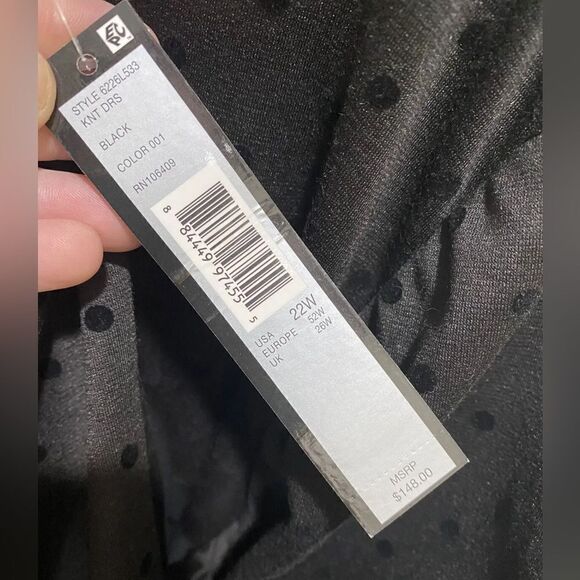 STYLE 6226L533
KNT DRS
BLACK
COLOR 001
RN106409
8 84449 97455 5
USA 22W
EUROPE 52W
UK 26W
MSRP
$148.00